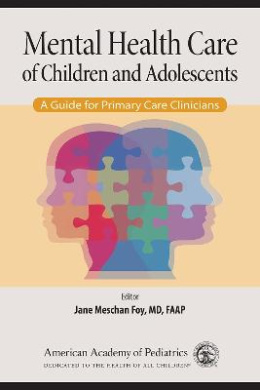 Mental Health Care
of Children and Adolescents
A Guide for Primary Care Clinicians
Editor
Jane Meschan Foy, MD, FAAP
American Academy of Pediatrics
DEDICATED TO THE HEALTH OF ALL CHILDREN®